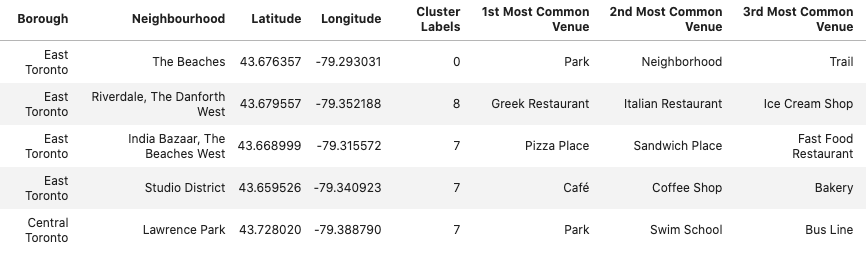 Borough Neighbourhood Latitude Longitude Cluster Labels 1st Most Common Venue 2nd Most Common Venue 3rd Most Common Venue
East Toronto The Beaches 43.676357 -79.293031 0 Park Neighborhood Trail
East Toronto Riverdale, The Danforth West 43.679557 -79.352188 8 Greek Restaurant Italian Restaurant Ice Cream Shop
East Toronto India Bazaar, The Beaches West 43.668999 -79.315572 7 Pizza Place Sandwich Place Fast Food Restaurant
East Toronto Studio District 43.659526 -79.340923 7 Café Coffee Shop Bakery
Central Toronto Lawrence Park 43.728020 -79.388790 7 Park Swim School Bus Line